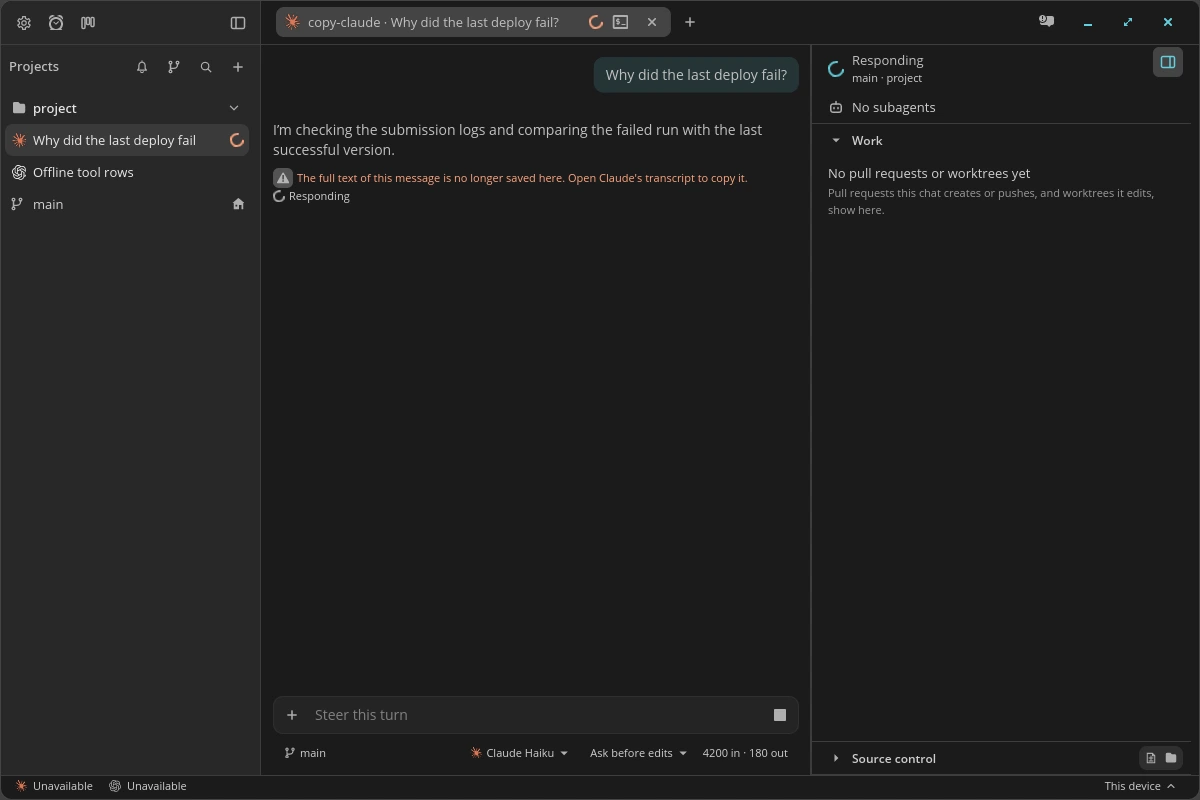 copy-claude · Why did the last deploy fail?
Projects
project
Why did the last deploy fail
Offline tool rows
main
Why did the last deploy fail?
I'm checking the submission logs and comparing the failed run with the last
successful version.
The full text of this message is no longer saved here. Open Claude's transcript to copy it.
Responding
Steer this turn
main
Claude Haiku
Ask before edits
4200 in · 180 out
Responding
main · project
No subagents
Work
No pull requests or worktrees yet
Pull requests this chat creates or pushes, and worktrees it edits,
show here.
Source control
Unavailable
Unavailable
This device